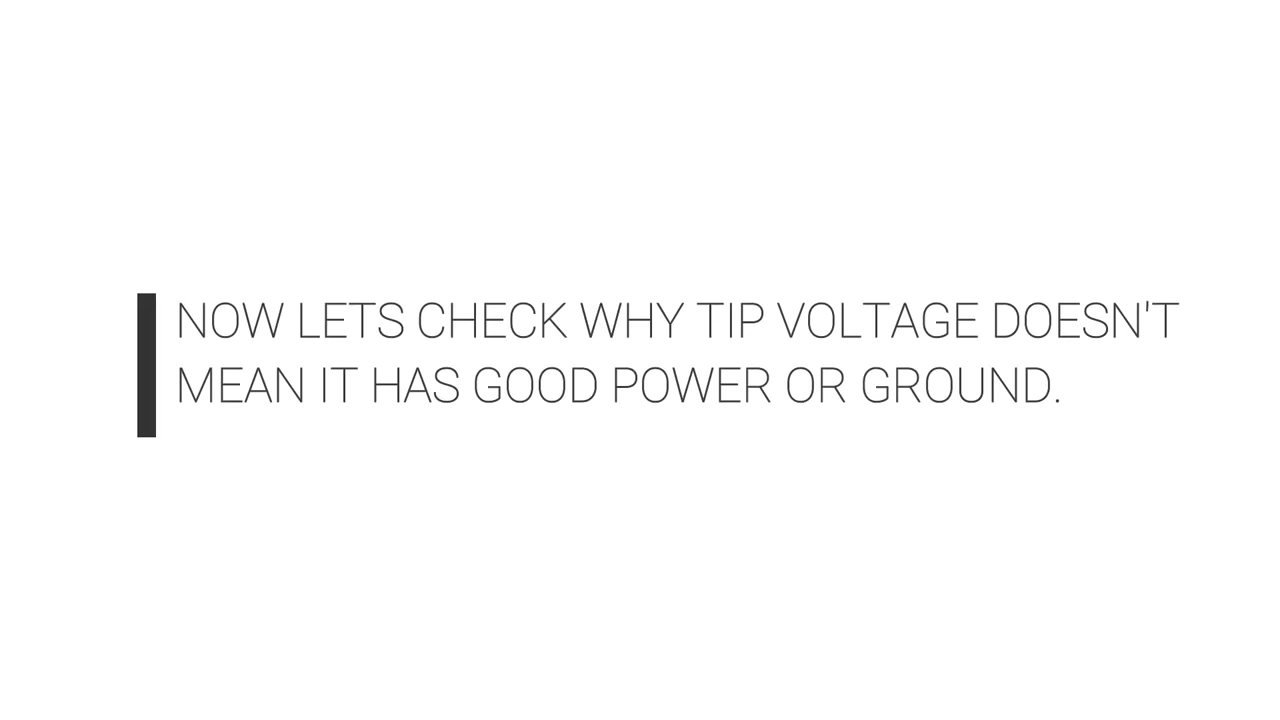 NOW LETS CHECK WHY TIP VOLTAGE DOESN'T
MEAN IT HAS GOOD POWER OR GROUND.